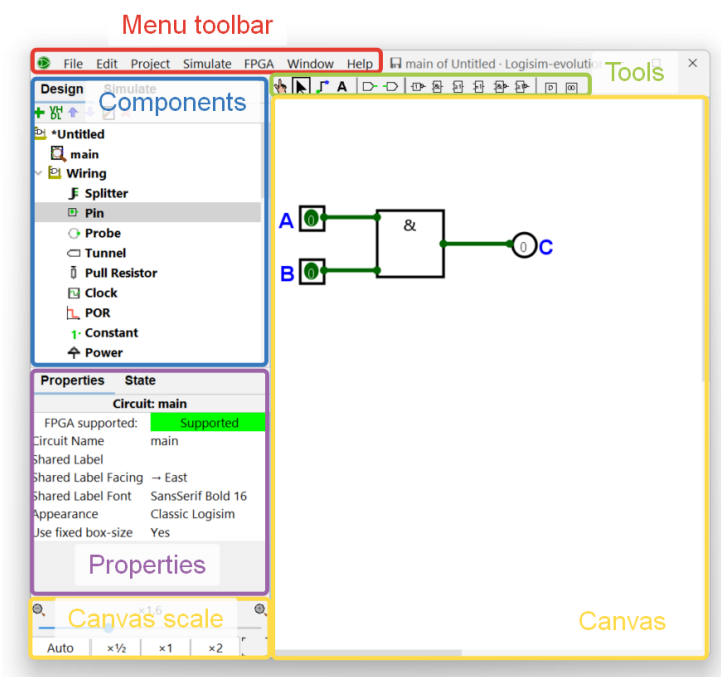 Menu toolbar
File Edit Project Simulate FPGA Window Help main of Untitled · Logisim-evolution
Tools
Design Simulate
Components
A
*Untitled
main
Wiring
Splitter
Pin
Probe
Tunnel
Pull Resistor
Clock
POR
1 Constant
Power
A 0
&
0 C
B 0
Properties State
Circuit: main
FPGA supported: Supported
Circuit Name main
Shared Label
Shared Label Facing → East
Shared Label Font SansSerif Bold 16
Appearance Classic Logisim
Use fixed box-size Yes
Properties
×1.6
Canvas scale
Canvas
Auto ×½ ×1 ×2